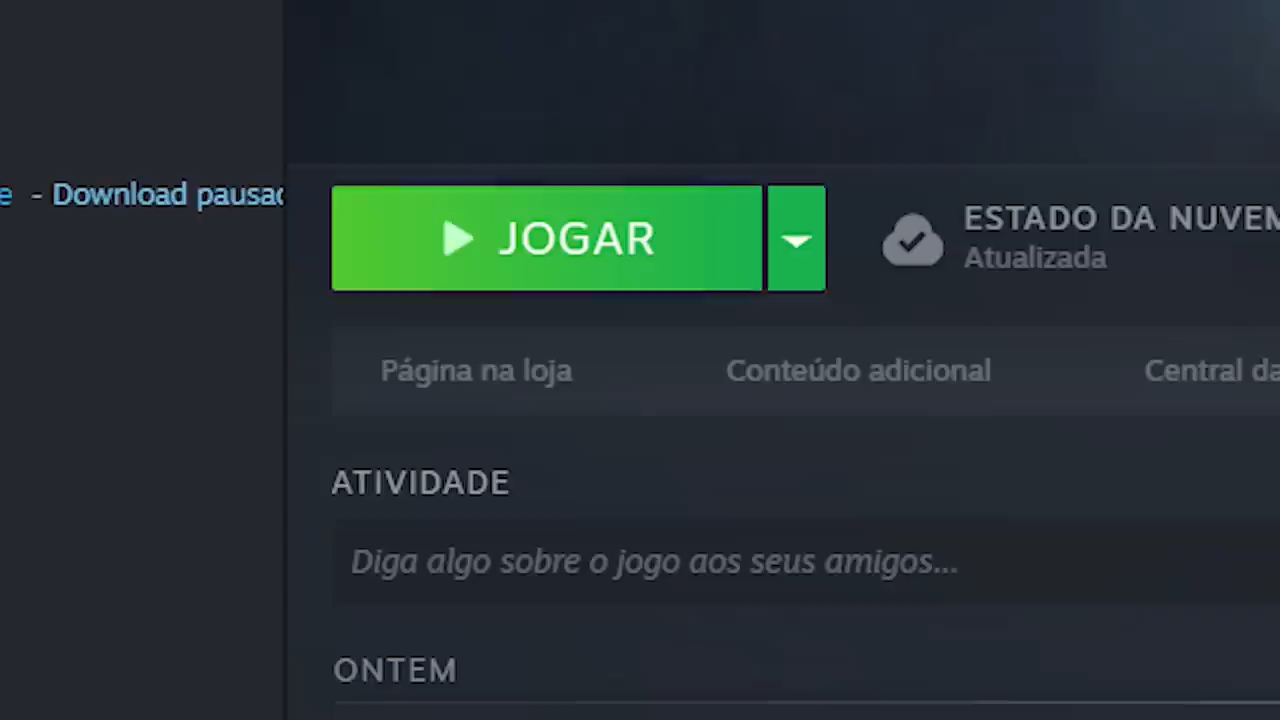 e - Download pausad
JOGAR
ESTADO DA NUVEM
Atualizada
Página na loja
Conteúdo adicional
Central da
ATIVIDADE
Diga algo sobre o jogo aos seus amigos...
ONTEM